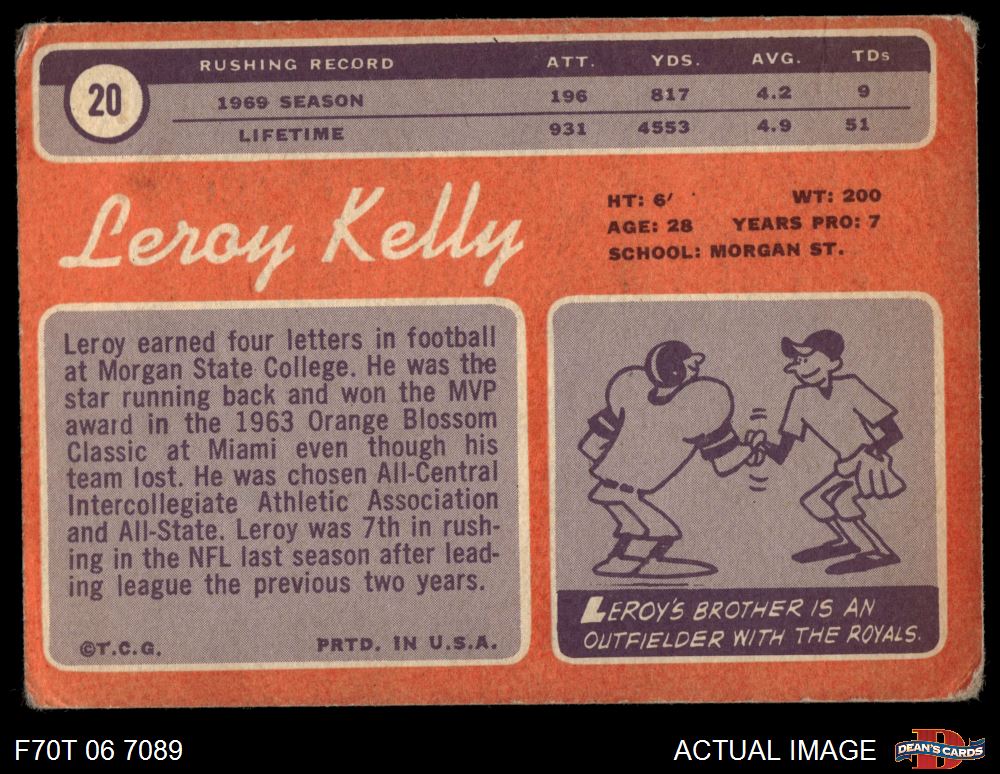 20
RUSHING RECORD ATT. YDS. AVG. TDs
1969 SEASON 196 817 4.2 9
LIFETIME 931 4553 4.9 51
Leroy Kelly
HT: 6' WT: 200
AGE: 28 YEARS PRO: 7
SCHOOL: MORGAN ST.
Leroy earned four letters in football
at Morgan State College. He was the
star running back and won the MVP
award in the 1963 Orange Blossom
Classic at Miami even though his
team lost. He was chosen All-Central
Intercollegiate Athletic Association
and All-State. Leroy was 7th in rush-
ing in the NFL last season after lead-
ing league the previous two years.
©T.C.G. PRTD. IN U.S.A.
LEROY'S BROTHER IS AN
OUTFIELDER WITH THE ROYALS.
F70T 06 7089
ACTUAL IMAGE
DEAN'S CARDS